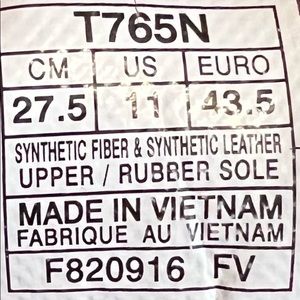 T765N
CM US EURO
27.5 11 43.5
SYNTHETIC FIBER & SYNTHETIC LEATHER
UPPER / RUBBER SOLE
MADE IN VIETNAM
FABRIQUE AU VIETNAM
F820916 FV